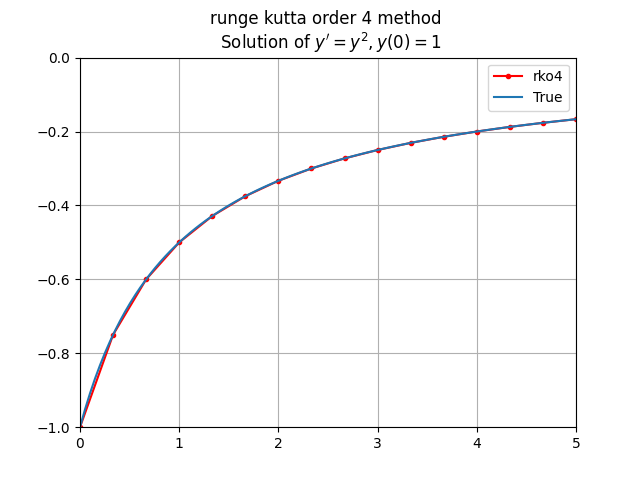 runge kutta order 4 method
Solution of y′ = y², y(0) = 1
rko4
True
0.0
−0.2
−0.4
−0.6
−0.8
−1.0
0 1 2 3 4 5